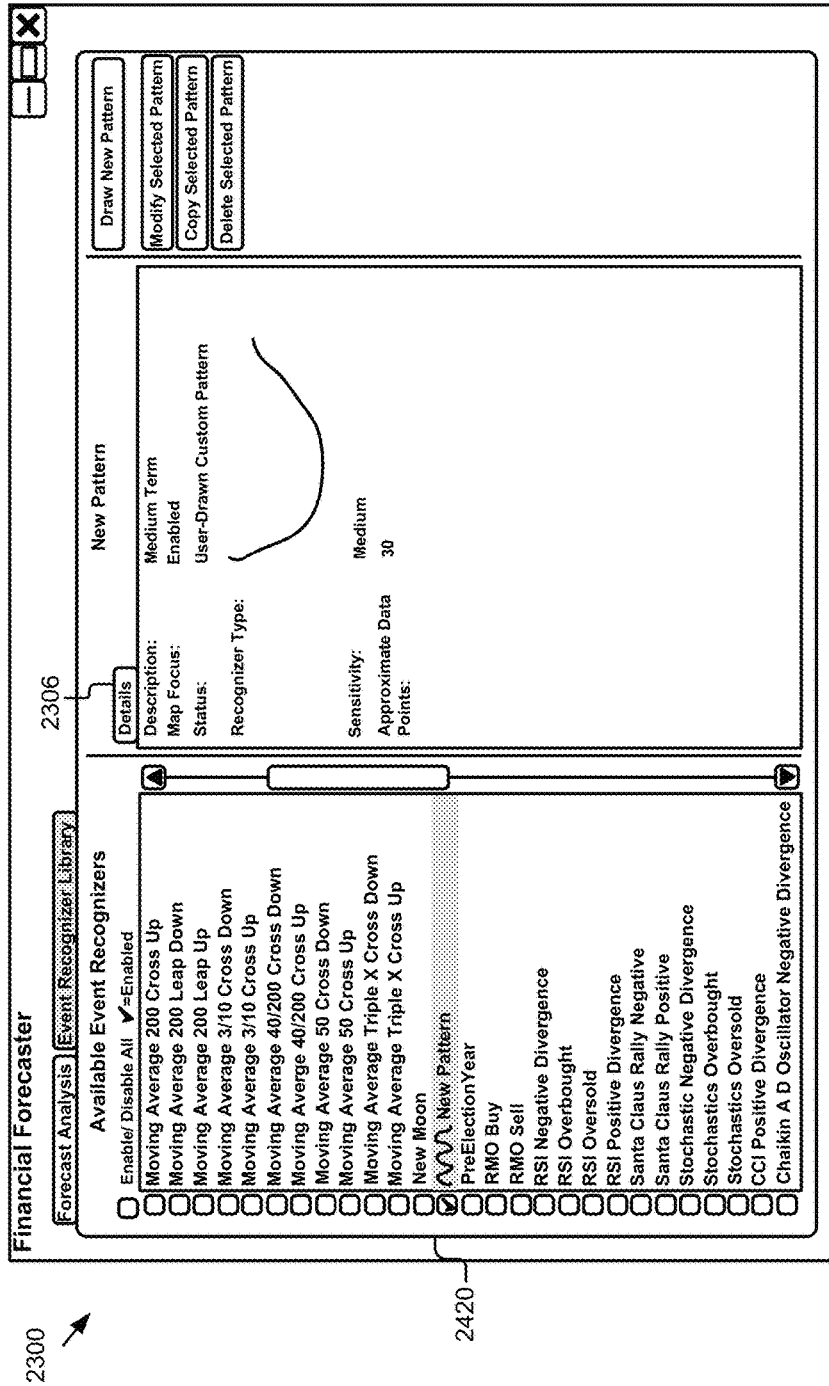 2300
Financial Forecaster
Forecast Analysis
Event Recognizer Library
Available Event Recognizers
Enable/ Disable All ✔=Enabled
Moving Average 200 Cross Up
Moving Average 200 Leap Down
Moving Average 200 Leap Up
Moving Average 3/10 Cross Down
Moving Average 3/10 Cross Up
Moving Average 40/200 Cross Down
Moving Averge 40/200 Cross Up
Moving Average 50 Cross Down
Moving Average 50 Cross Up
Moving Average Triple X Cross Down
Moving Average Triple X Cross Up
New Moon
New Pattern
PreElectionYear
RMO Buy
RMO Sell
RSI Negative Divergence
RSI Overbought
RSI Oversold
RSI Positive Divergence
Santa Claus Rally Negative
Santa Claus Rally Positive
Stochastic Negative Divergence
Stochastics Overbought
Stochastics Oversold
CCI Positive Divergence
Chaikin A D Oscillator Negative Divergence
2420
2306
New Pattern
Details
Description:
Map Focus: Medium Term
Status: Enabled
Recognizer Type: User-Drawn Custom Pattern
Sensitivity: Medium
Approximate Data 30
Points:
Draw New Pattern
Modify Selected Pattern
Copy Selected Pattern
Delete Selected Pattern